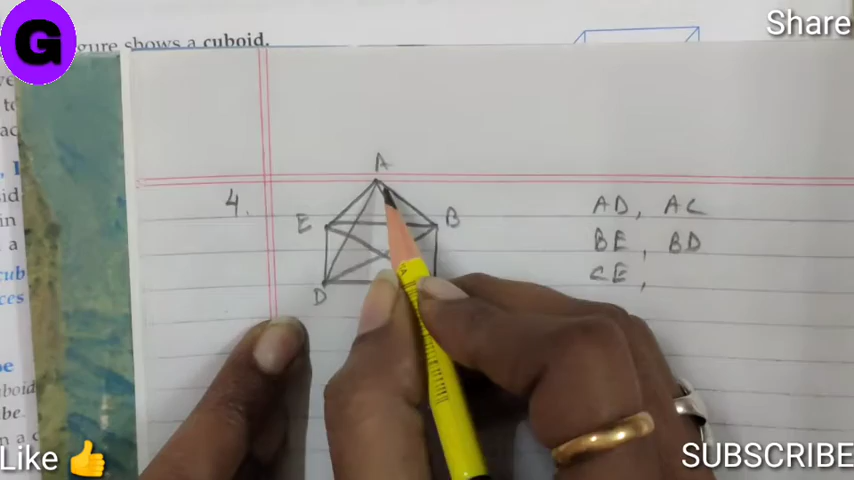 G
Share
gure shows a cuboid.
A
4.
E
B
D
AD, AC
BE, BD
CE,
Like 👍
SUBSCRIBE